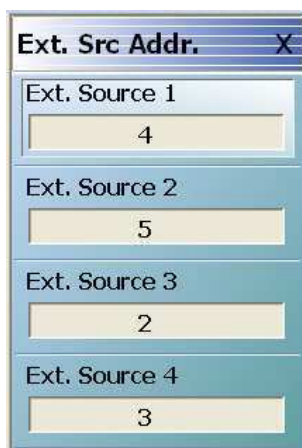 Ext. Src Addr. X
Ext. Source 1
4
Ext. Source 2
5
Ext. Source 3
2
Ext. Source 4
3